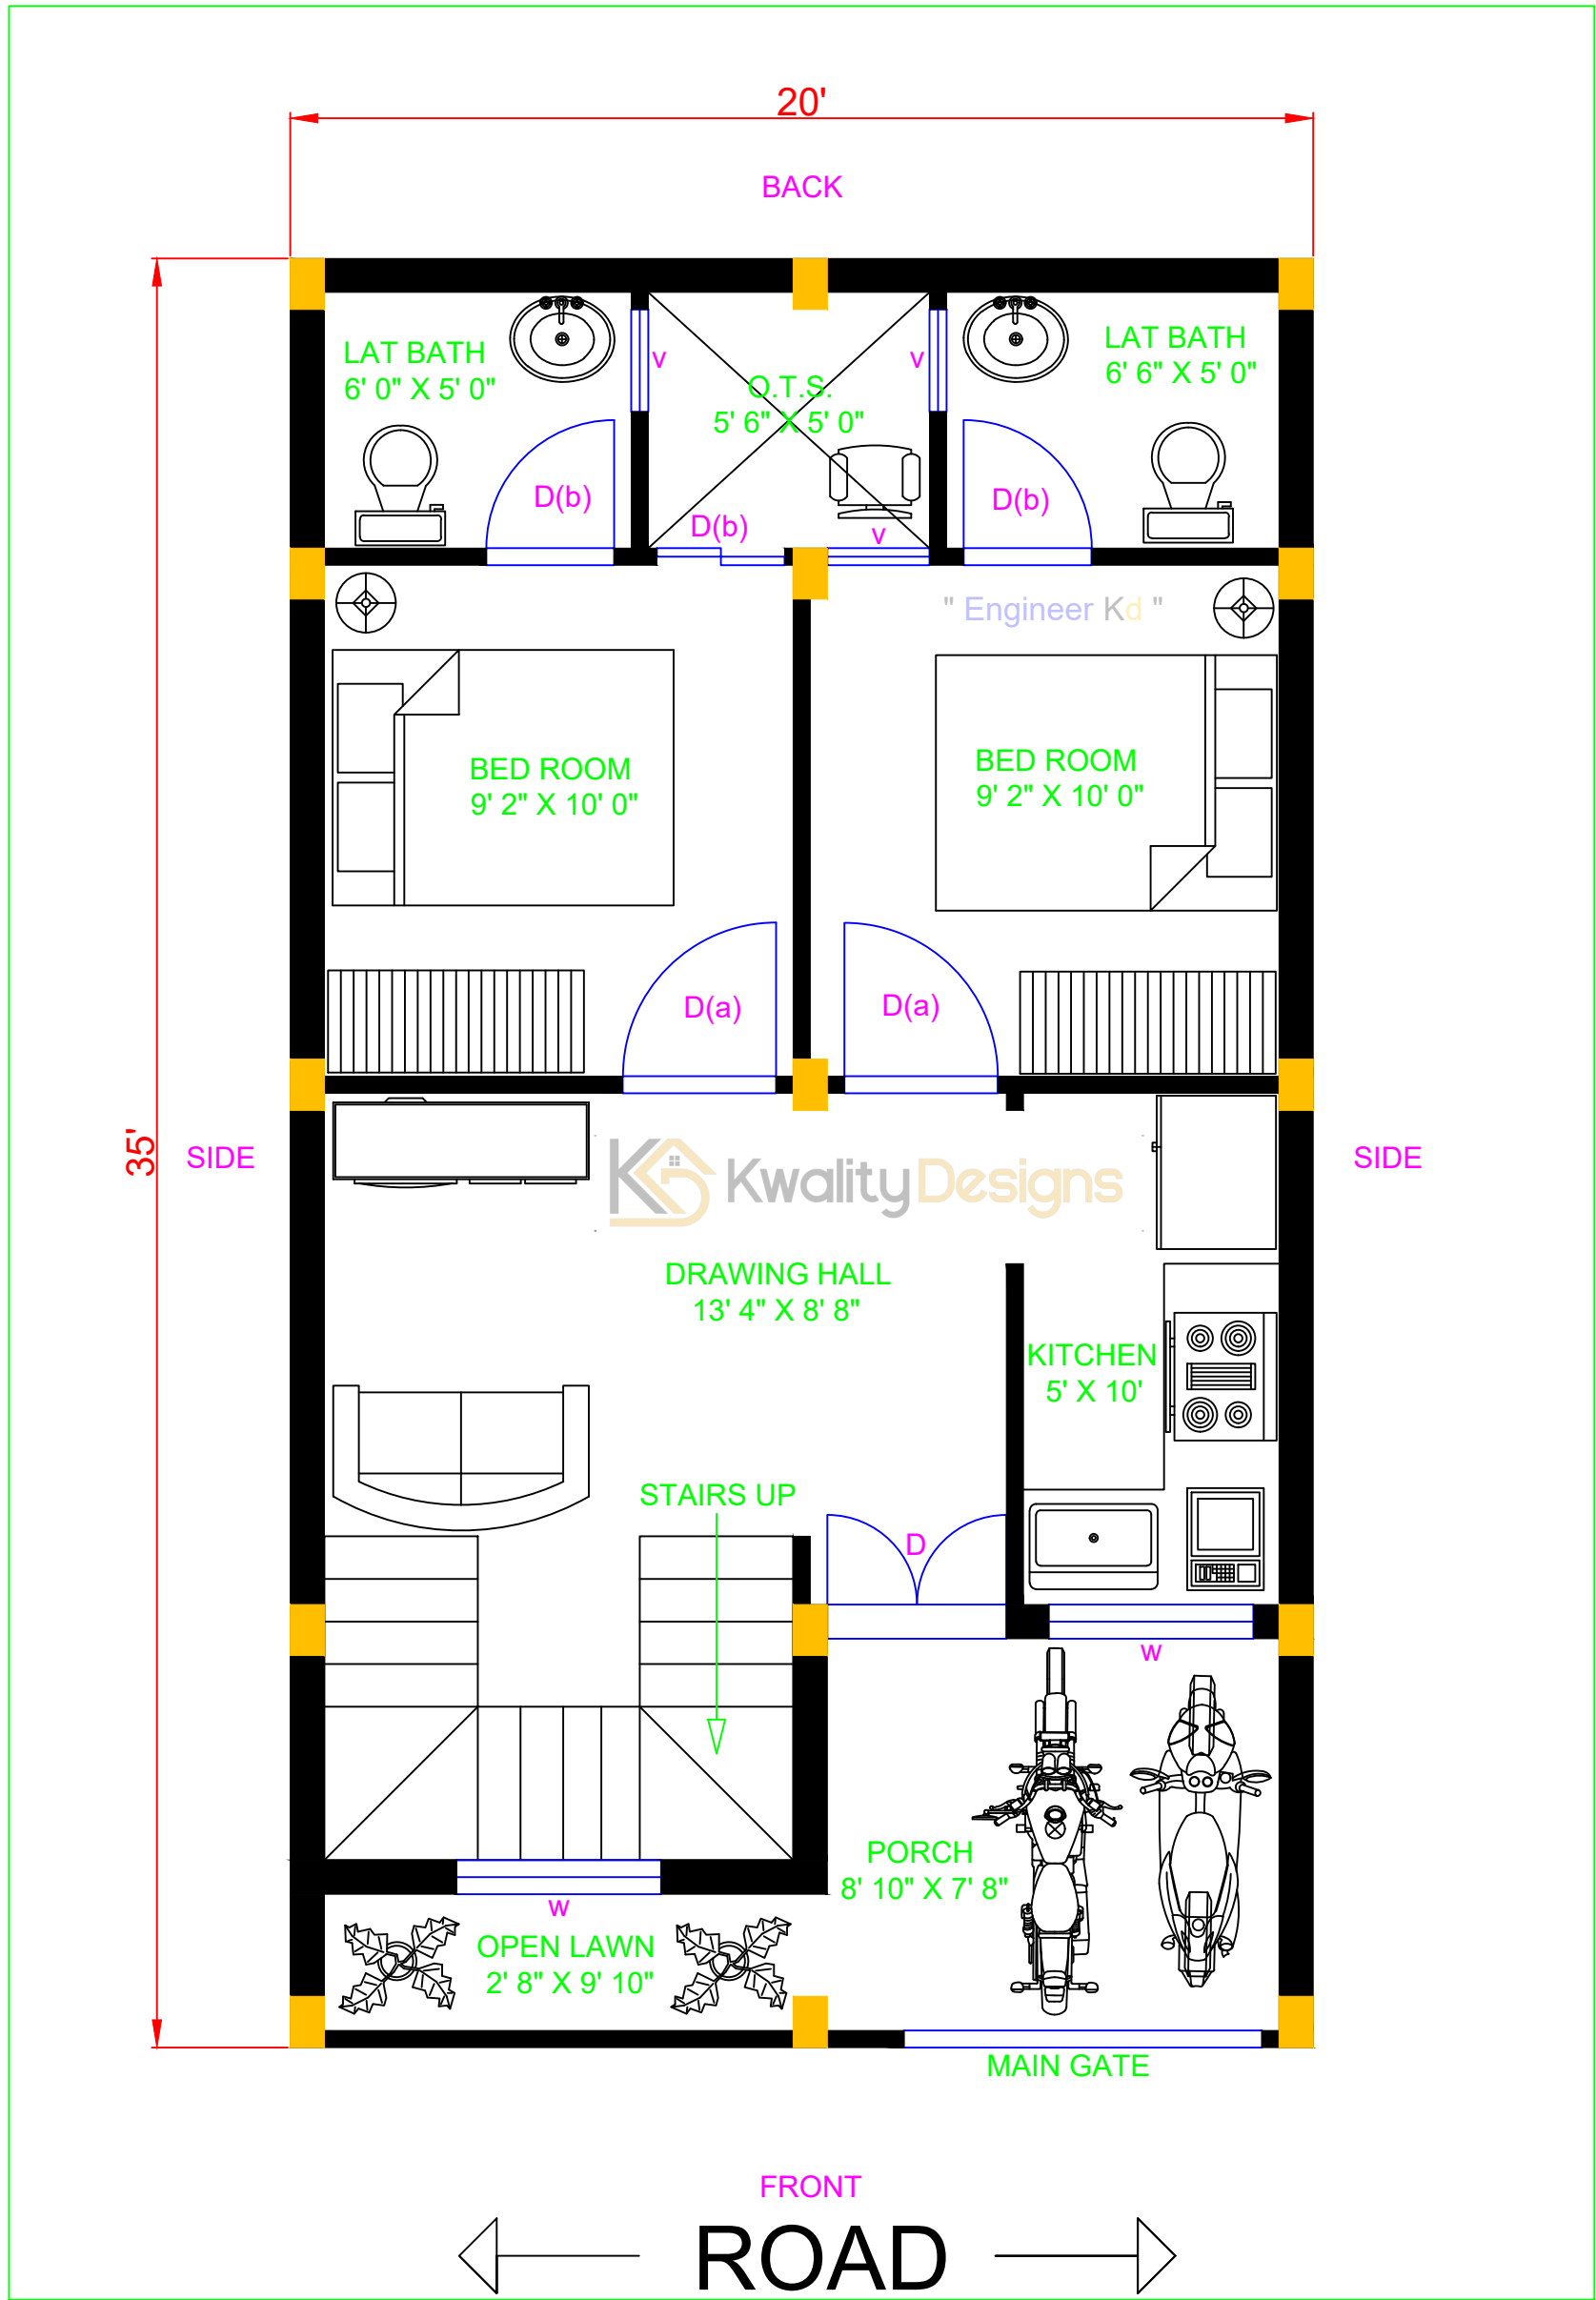 20'
BACK
LAT BATH
6' 0" X 5' 0"
V
V
O.T.S.
5' 6" X 5' 0"
LAT BATH
6' 6" X 5' 0"
D(b)
D(b)
V
D(b)
" Engineer Kd "
BED ROOM
9' 2" X 10' 0"
BED ROOM
9' 2" X 10' 0"
D(a)
D(a)
35'
SIDE
SIDE
KwalityDesigns
DRAWING HALL
13' 4" X 8' 8"
KITCHEN
5' X 10'
STAIRS UP
D
W
PORCH
8' 10" X 7' 8"
W
OPEN LAWN
2' 8" X 9' 10"
MAIN GATE
FRONT
ROAD